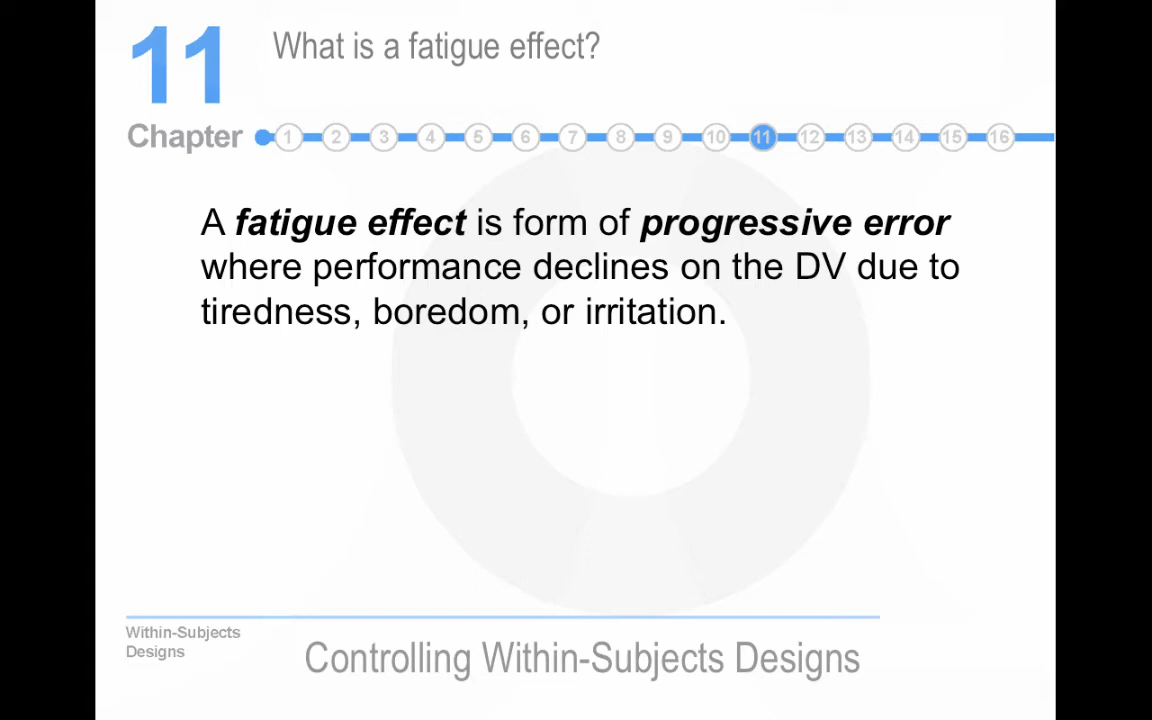 11
What is a fatigue effect?
Chapter
1 2 3 4 5 6 7 8 9 10 11 12 13 14 15 16
A fatigue effect is form of progressive error
where performance declines on the DV due to
tiredness, boredom, or irritation.
Within-Subjects
Designs
Controlling Within-Subjects Designs